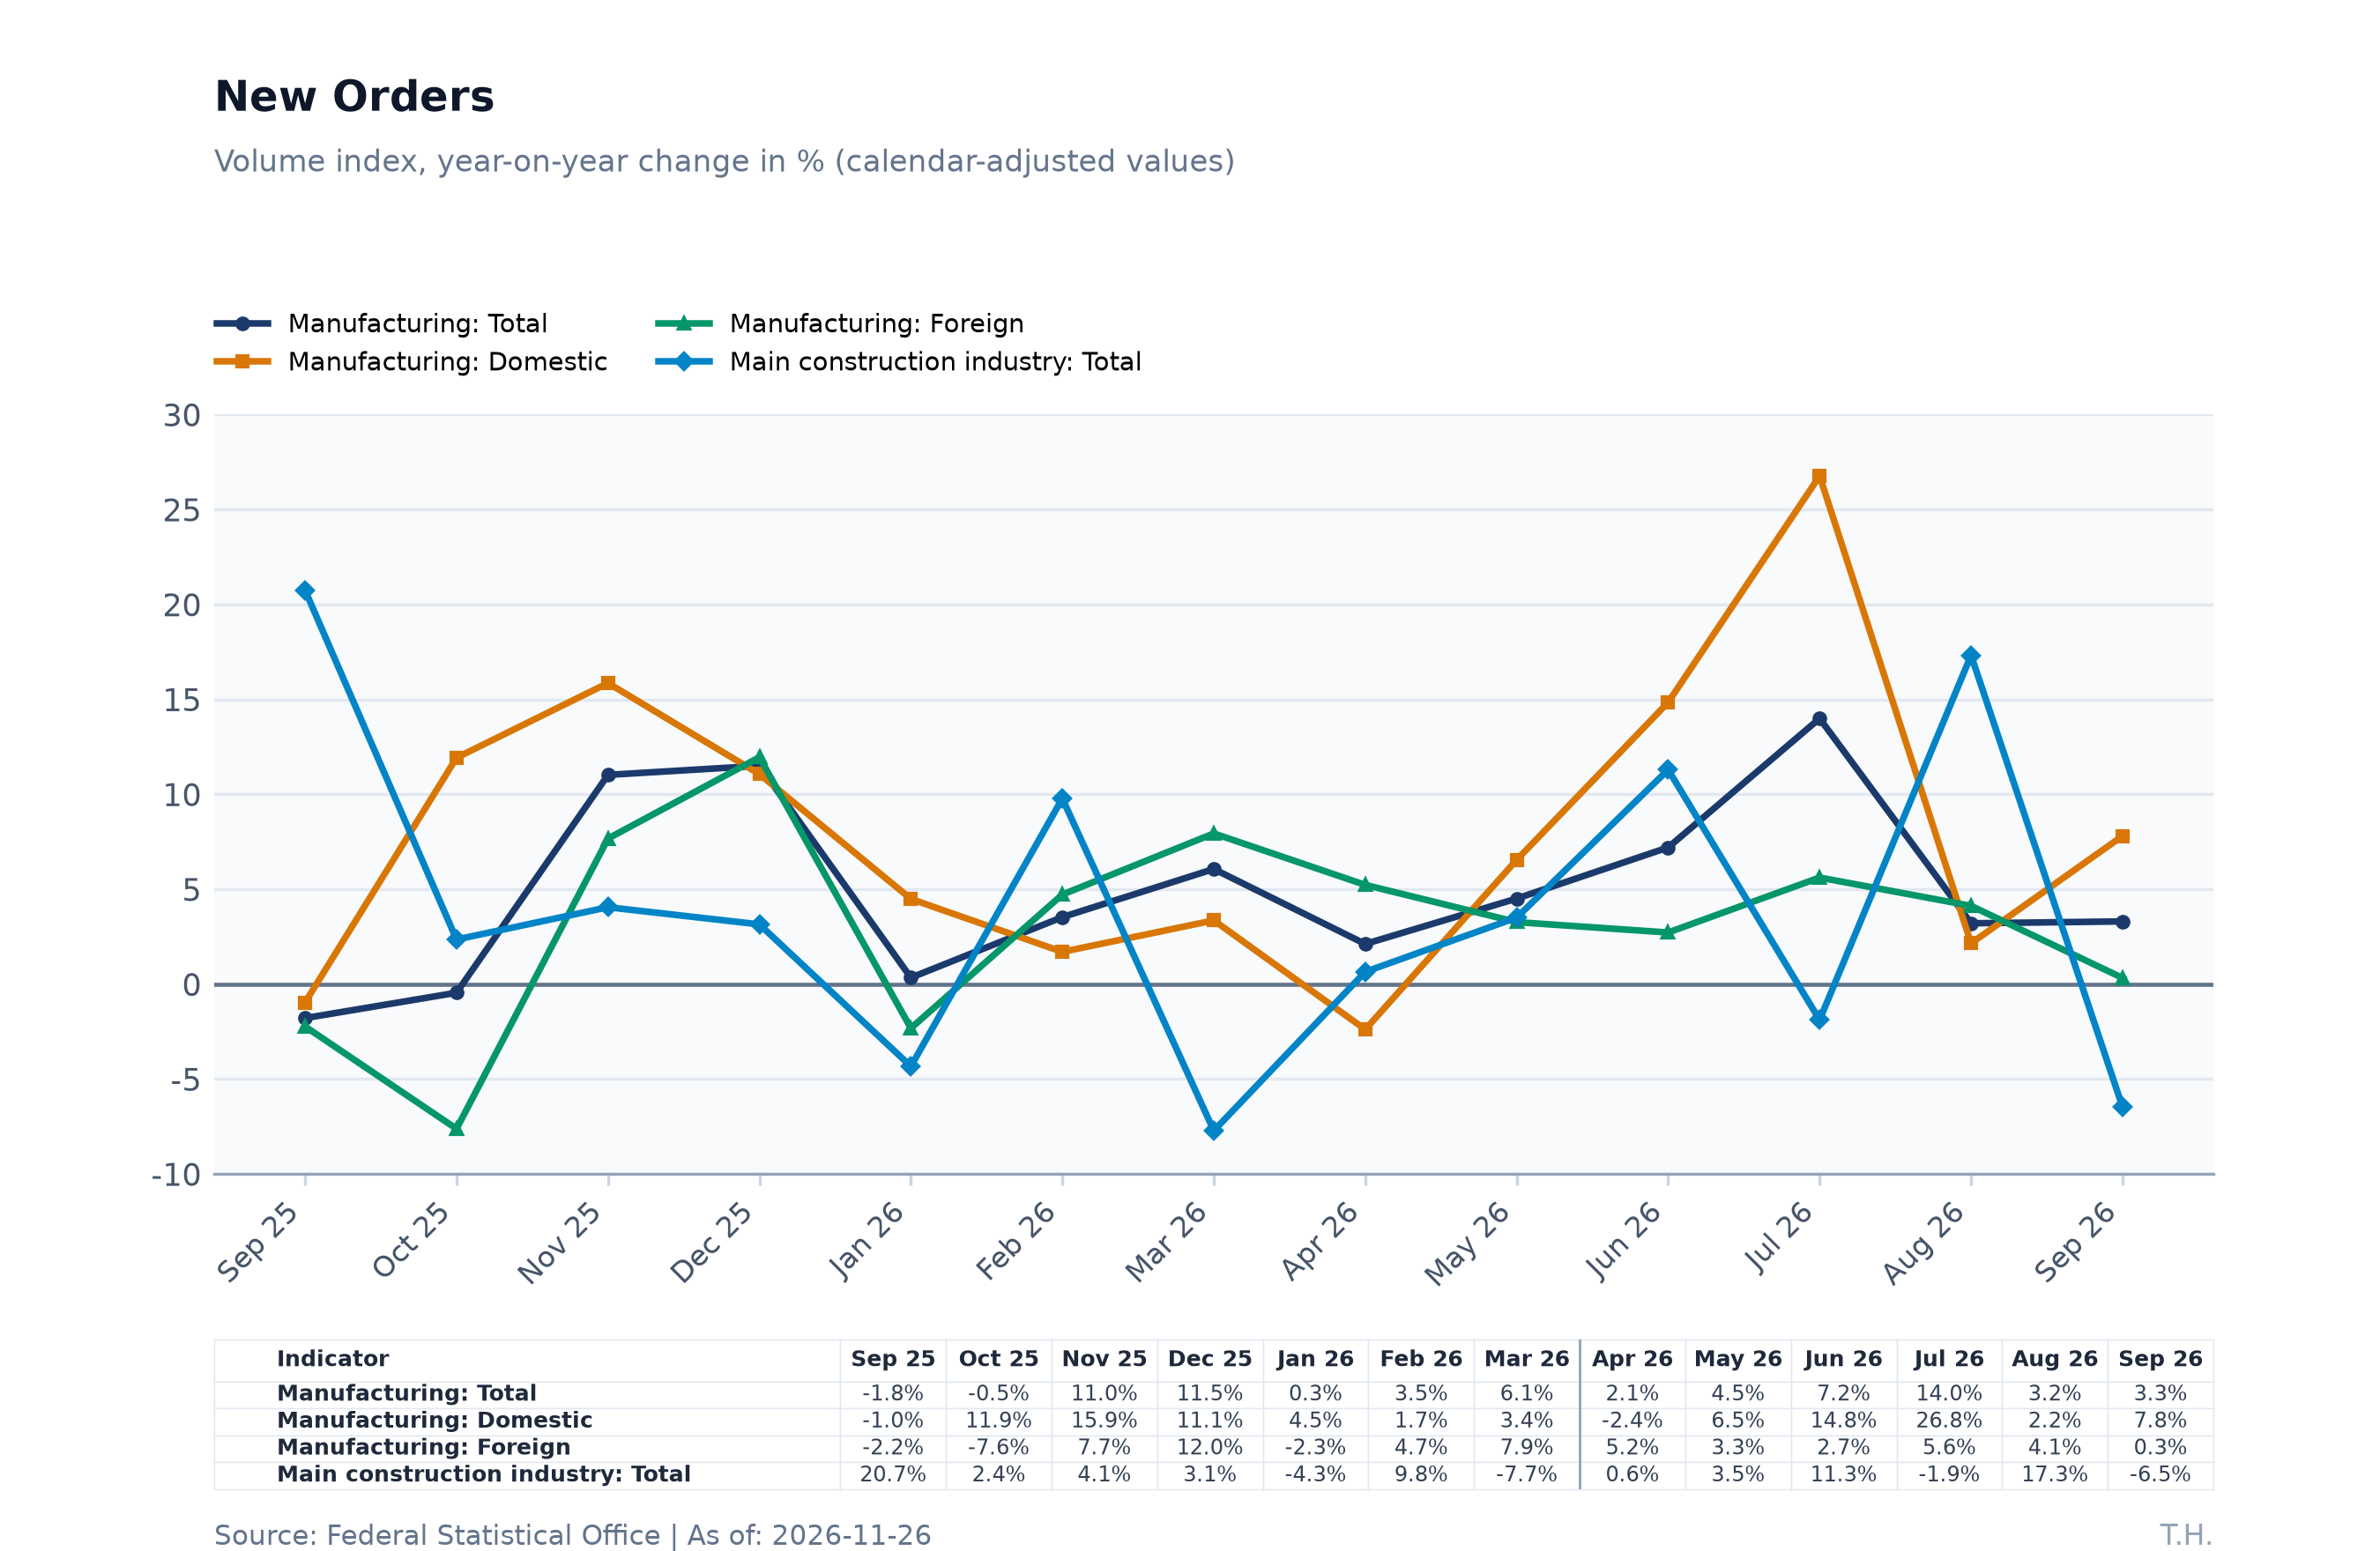 New Orders
Volume index, year-on-year change in % (calendar-adjusted values)
Manufacturing: Total
Manufacturing: Domestic
Manufacturing: Foreign
Main construction industry: Total
30
25
20
15
10
5
0
-5
-10
Sep 25
Oct 25
Nov 25
Dec 25
Jan 26
Feb 26
Mar 26
Apr 26
May 26
Jun 26
Jul 26
Aug 26
Sep 26
Indicator Sep 25 Oct 25 Nov 25 Dec 25 Jan 26 Feb 26 Mar 26 Apr 26 May 26 Jun 26 Jul 26 Aug 26 Sep 26
Manufacturing: Total -1.8% -0.5% 11.0% 11.5% 0.3% 3.5% 6.1% 2.1% 4.5% 7.2% 14.0% 3.2% 3.3%
Manufacturing: Domestic -1.0% 11.9% 15.9% 11.1% 4.5% 1.7% 3.4% -2.4% 6.5% 14.8% 26.8% 2.2% 7.8%
Manufacturing: Foreign -2.2% -7.6% 7.7% 12.0% -2.3% 4.7% 7.9% 5.2% 3.3% 2.7% 5.6% 4.1% 0.3%
Main construction industry: Total 20.7% 2.4% 4.1% 3.1% -4.3% 9.8% -7.7% 0.6% 3.5% 11.3% -1.9% 17.3% -6.5%
Source: Federal Statistical Office | As of: 2026-11-26
T.H.